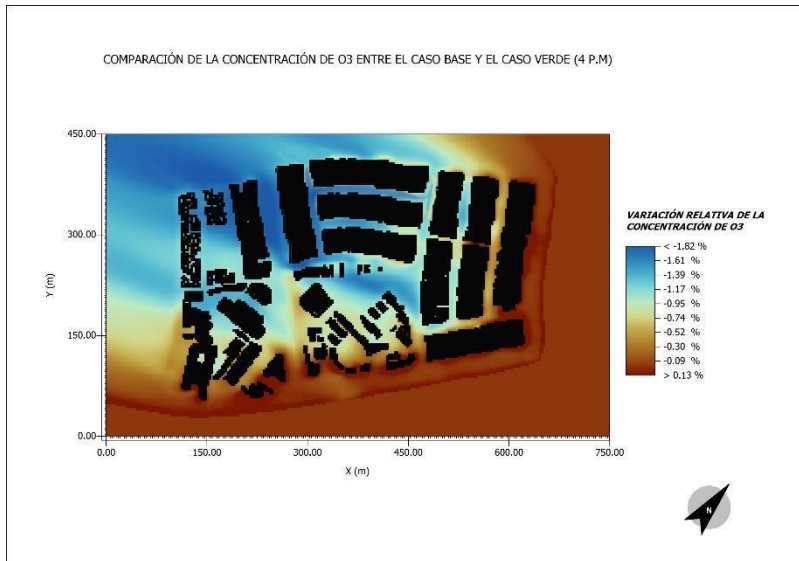 COMPARACIÓN DE LA CONCENTRACIÓN DE O3 ENTRE EL CASO BASE Y EL CASO VERDE (4 P.M)
450.00
300.00
150.00
0.00
Y (m)
0.00 150.00 300.00 450.00 600.00 750.00
X (m)
VARIACIÓN RELATIVA DE LA
CONCENTRACIÓN DE O3
< -1.82 %
-1.61 %
-1.39 %
-1.17 %
-0.95 %
-0.74 %
-0.52 %
-0.30 %
-0.09 %
> 0.13 %
N